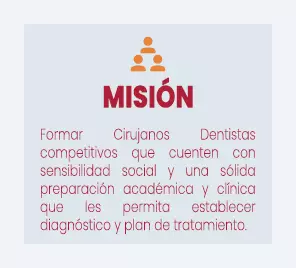 MISIÓN
Formar Cirujanos Dentistas
competitivos que cuenten con
sensibilidad social y una sólida
preparación académica y clínica
que les permita establecer
diagnóstico y plan de tratamiento.